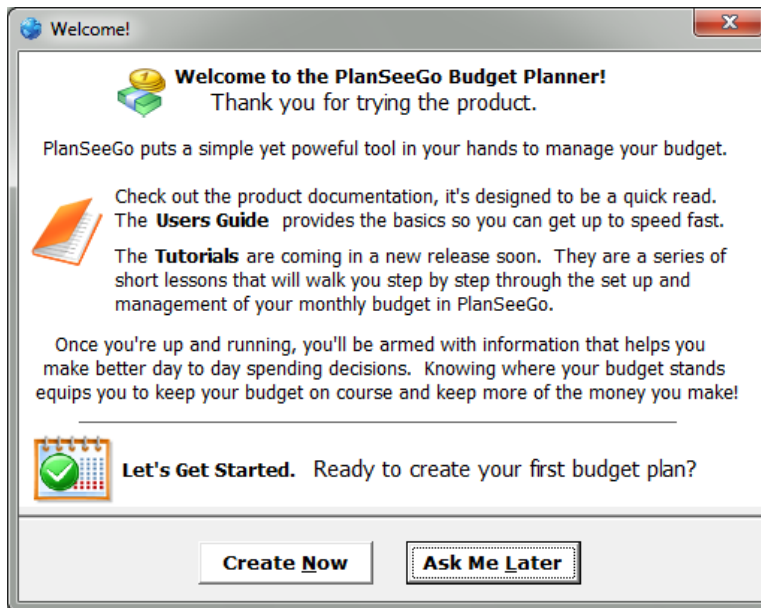 Welcome!
X
Welcome to the PlanSeeGo Budget Planner!
Thank you for trying the product.
PlanSeeGo puts a simple yet poweful tool in your hands to manage your budget.
Check out the product documentation, it's designed to be a quick read.
The Users Guide provides the basics so you can get up to speed fast.
The Tutorials are coming in a new release soon. They are a series of
short lessons that will walk you step by step through the set up and
management of your monthly budget in PlanSeeGo.
Once you're up and running, you'll be armed with information that helps you
make better day to day spending decisions. Knowing where your budget stands
equips you to keep your budget on course and keep more of the money you make!
Let's Get Started. Ready to create your first budget plan?
Create Now
Ask Me Later